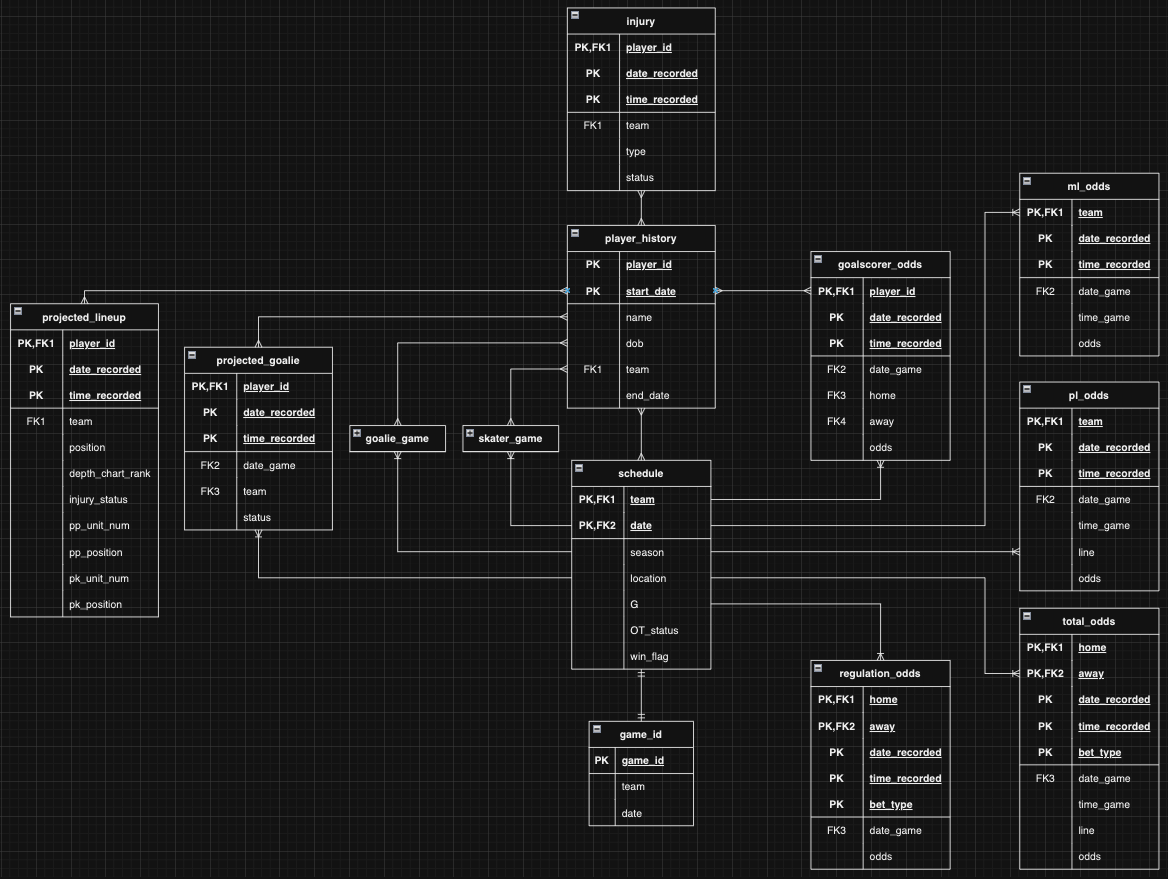 injury
PK,FK1 player_id
PK date_recorded
PK time_recorded
FK1 team
type
status
player_history
PK player_id
PK start_date
name
dob
FK1 team
end_date
projected_lineup
PK,FK1 player_id
PK date_recorded
PK time_recorded
FK1 team
position
depth_chart_rank
injury_status
pp_unit_num
pp_position
pk_unit_num
pk_position
projected_goalie
PK,FK1 player_id
PK date_recorded
PK time_recorded
FK2 date_game
FK3 team
status
goalie_game
skater_game
schedule
PK,FK1 team
PK,FK2 date
season
location
G
OT_status
win_flag
game_id
PK game_id
team
date
goalscorer_odds
PK,FK1 player_id
PK date_recorded
PK time_recorded
FK2 date_game
FK3 home
FK4 away
odds
regulation_odds
PK,FK1 home
PK,FK2 away
PK date_recorded
PK time_recorded
PK bet_type
FK3 date_game
odds
ml_odds
PK,FK1 team
PK date_recorded
PK time_recorded
FK2 date_game
time_game
odds
pl_odds
PK,FK1 team
PK date_recorded
PK time_recorded
FK2 date_game
time_game
line
odds
total_odds
PK,FK1 home
PK,FK2 away
PK date_recorded
PK time_recorded
PK bet_type
FK3 date_game
time_game
line
odds